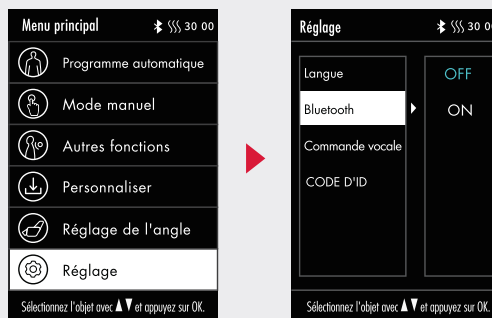 Menu principal
30 00
Programme automatique
Mode manuel
Autres fonctions
Personnaliser
Réglage de l'angle
Réglage
Sélectionnez l'objet avec ▲▼ et appuyez sur OK.
Réglage
30 00
Langue
Bluetooth
Commande vocale
CODE D'ID
OFF
ON
Sélectionnez l'objet avec ▲▼ et appuyez sur OK.